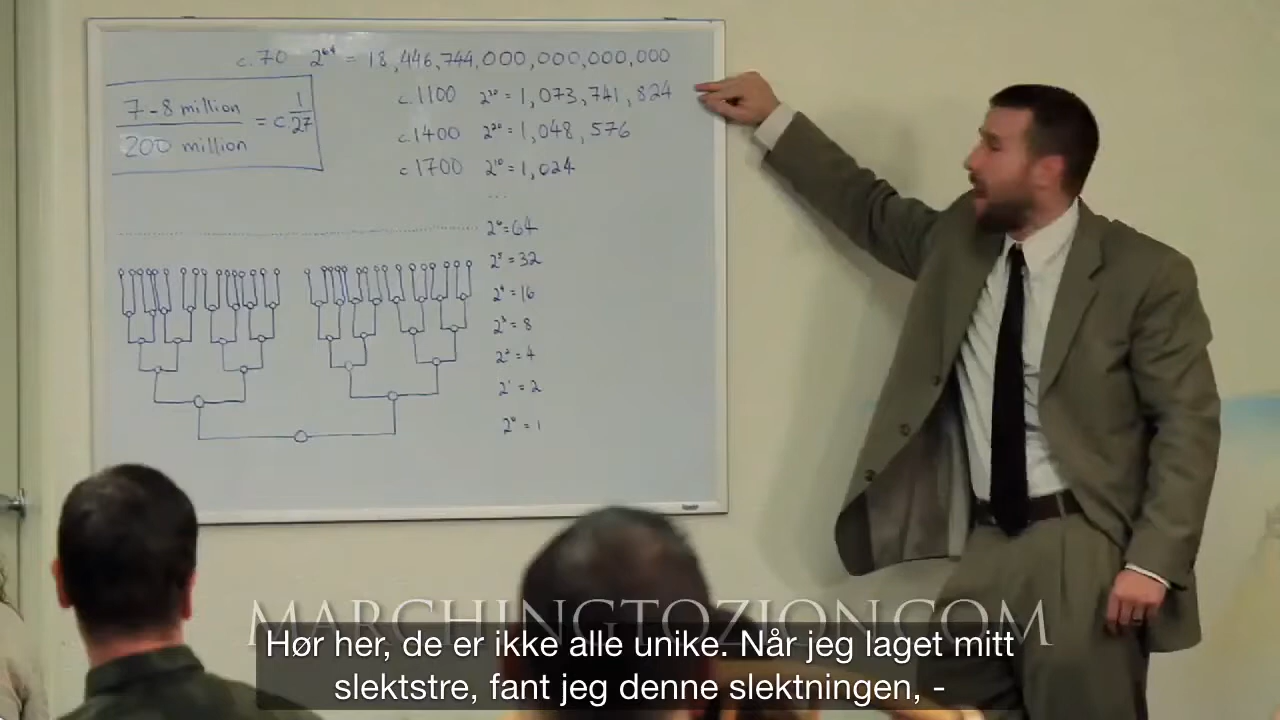 c.70 2⁶⁴ = 18,446,744,000,000,000,000
7-8 million
200 million
= c. 1/27
c.1100 2³⁰ = 1,073,741,824
c.1400 2²⁰ = 1,048,576
c 1700 2¹⁰ = 1,024
...
2⁶ = 64
2⁵ = 32
2⁴ = 16
2³ = 8
2² = 4
2¹ = 2
2⁰ = 1
MARCHINGTOZION.COM
Hør her, de er ikke alle unike. Når jeg laget mitt
slektstre, fant jeg denne slektningen, -